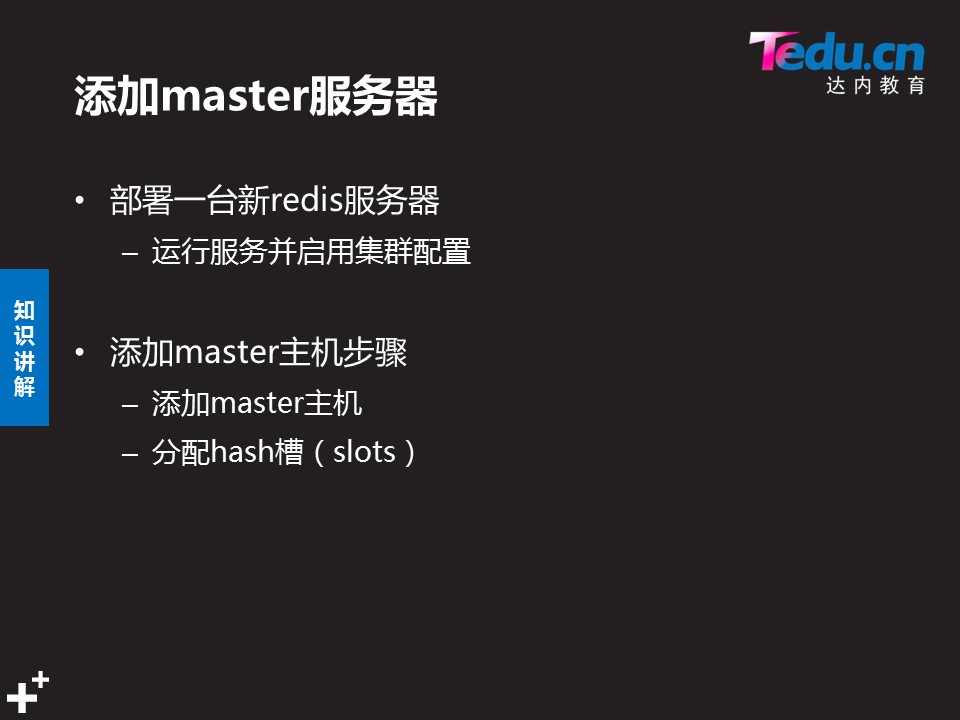 Tedu.cn
达内教育
添加master服务器
• 部署一台新redis服务器
– 运行服务并启用集群配置
知识讲解
• 添加master主机步骤
– 添加master主机
– 分配hash槽（slots）